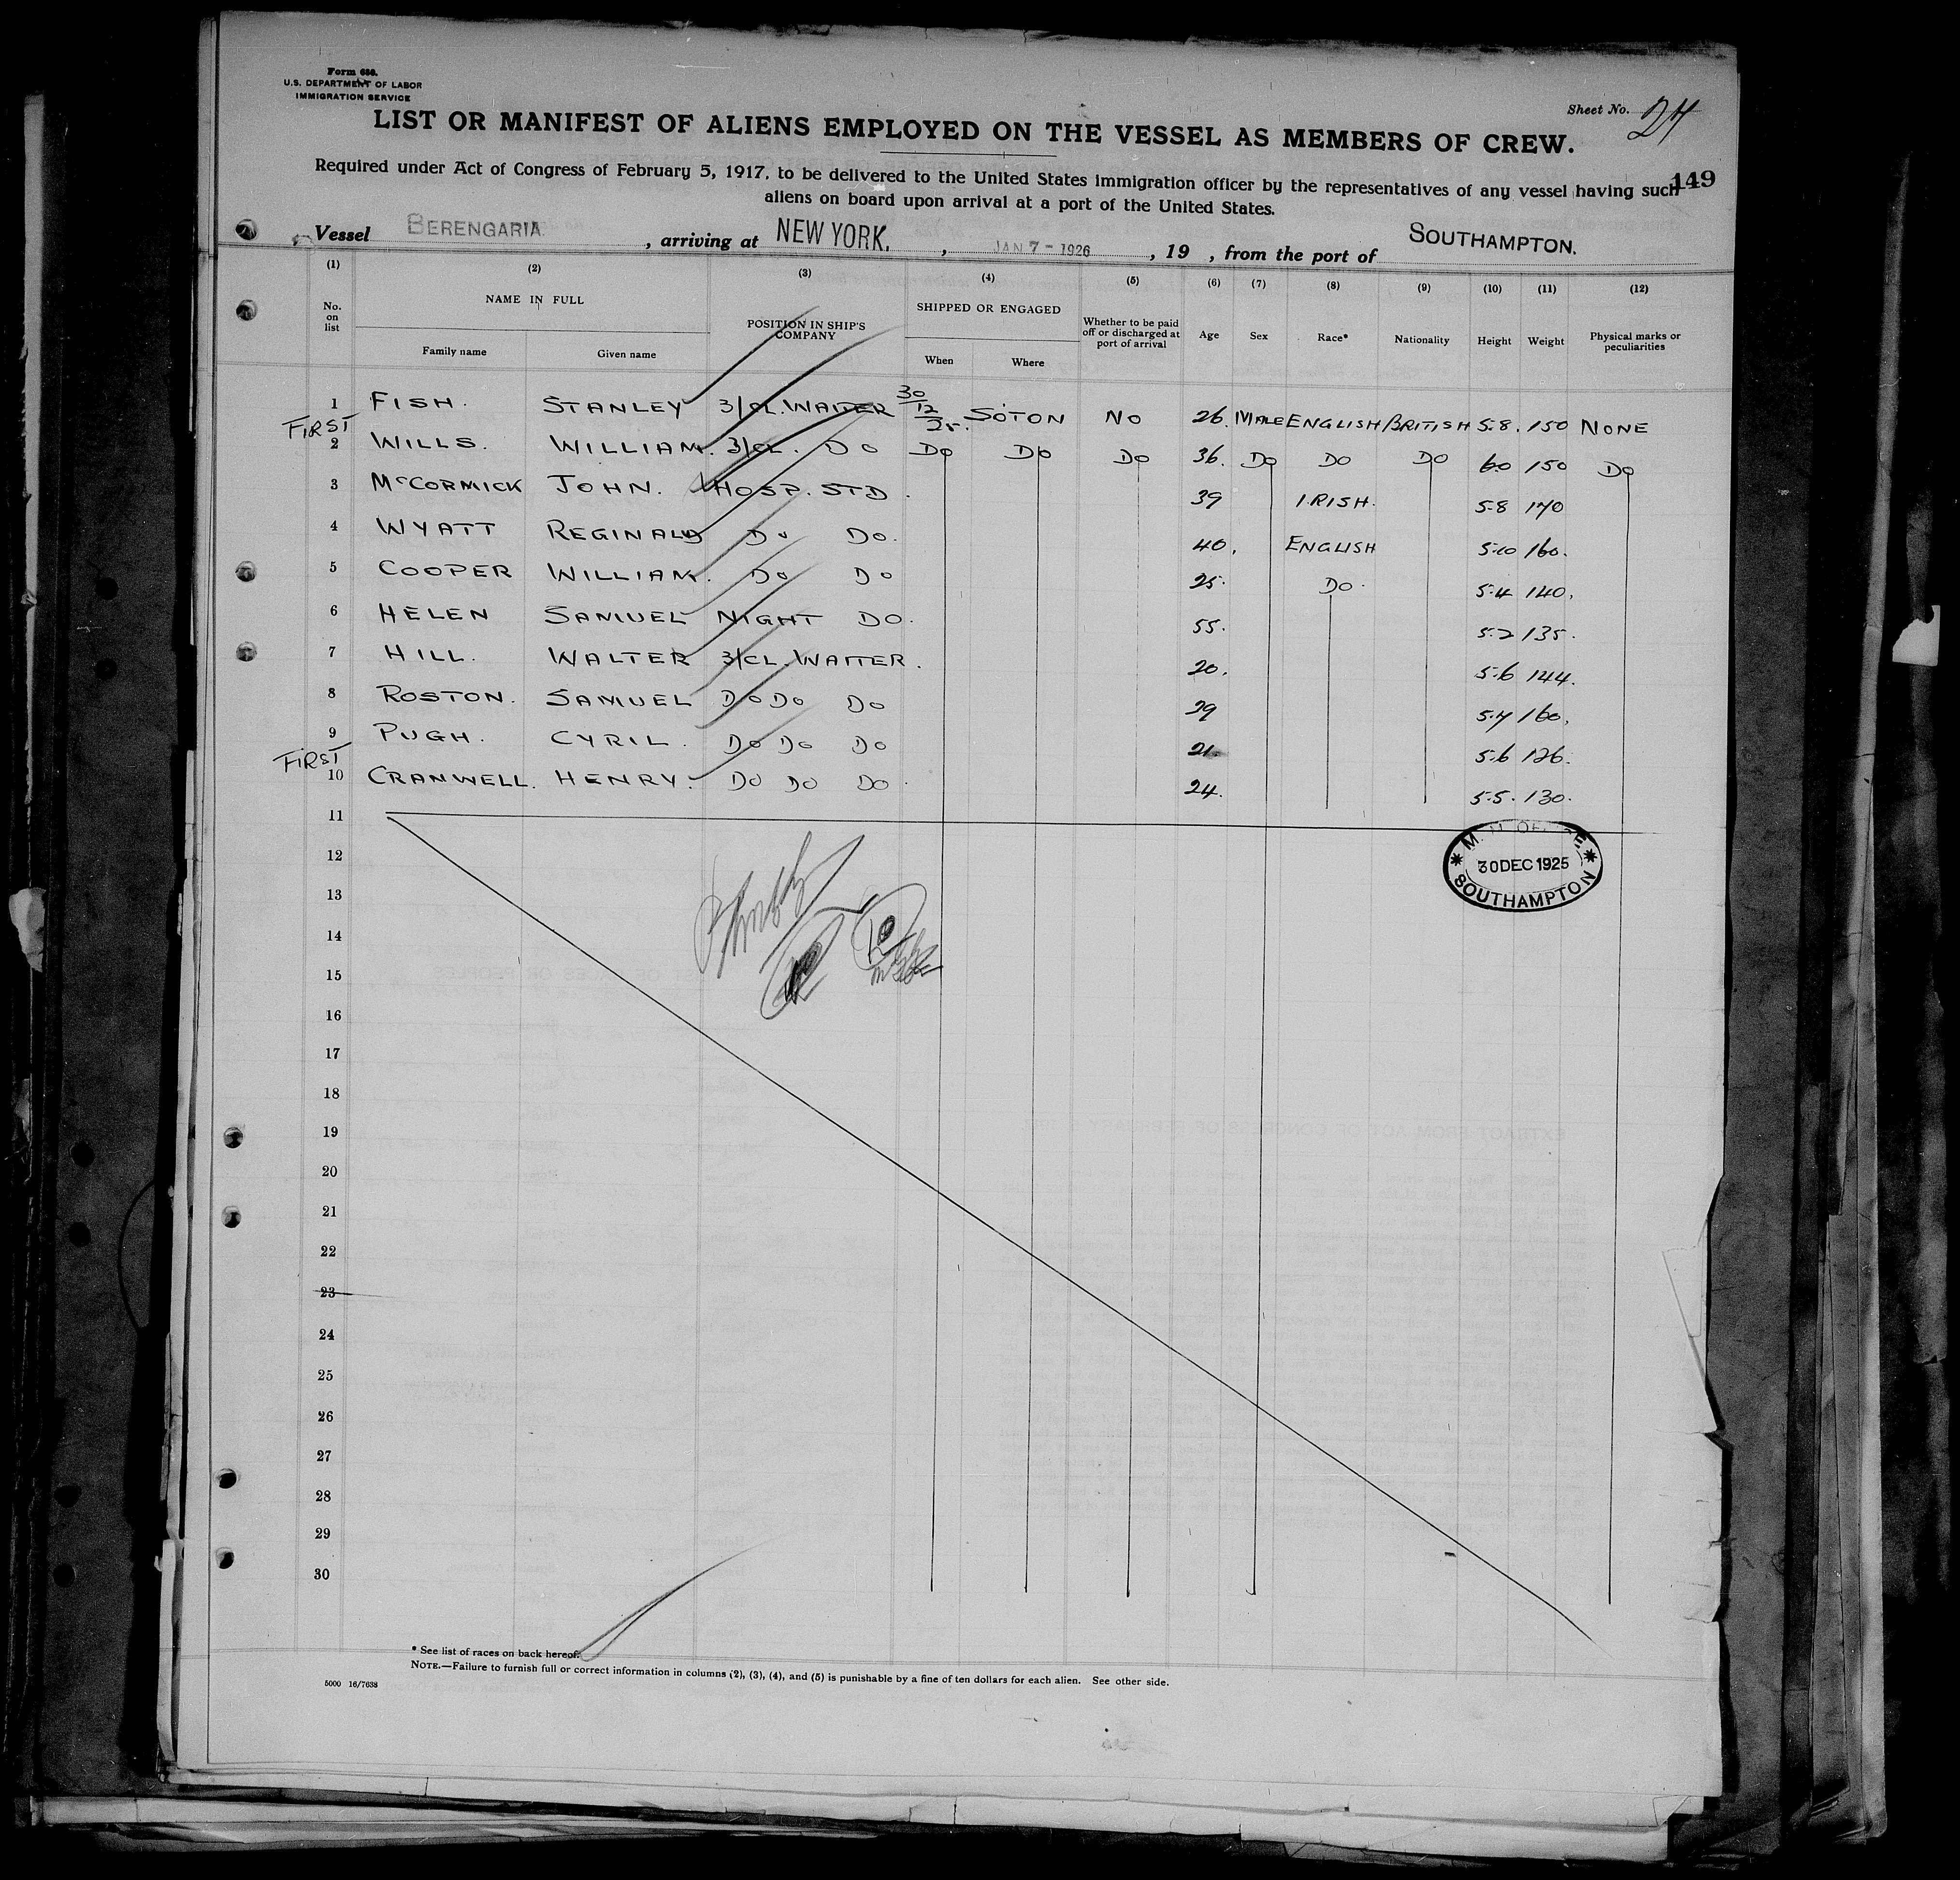 Form 680.
U.S. DEPARTMENT OF LABOR
IMMIGRATION SERVICE
Sheet No.
LIST OR MANIFEST OF ALIENS EMPLOYED ON THE VESSEL AS MEMBERS OF CREW.
149
Required under Act of Congress of February 5, 1917, to be delivered to the United States immigration officer by the representatives of any vessel having such
aliens on board upon arrival at a port of the United States.
Vessel BERENGARIA, arriving at NEW YORK, JAN 7 - 1926, 19 , from the port of SOUTHAMPTON.
(1) (2) (3) (4) (5) (6) (7) (8) (9) (10) (11) (12)
No. on list NAME IN FULL POSITION IN SHIP'S COMPANY SHIPPED OR ENGAGED Whether to be paid off or discharged at port of arrival Age Sex Race* Nationality Height Weight Physical marks or peculiarities
Family name Given name When Where
1 FISH. STANLEY 3/CL. WAITER 30/12/25. SOTON NO 26. MALE ENGLISH BRITISH 5.8. 150 NONE
FIRST
2 WILLS. WILLIAM. 3/CL. DO DO DO DO 36. DO DO DO 6.0 150 DO
3 McCORMICK JOHN. HOSP. STD. 39 IRISH. 5.8 170
4 WYATT REGINALD DO DO. 40. ENGLISH 5.10 160.
5 COOPER WILLIAM. DO DO 25. DO. 5.4 140.
6 HELEN SAMUEL NIGHT DO. 55. 5.2 135.
7 HILL. WALTER 3/CL. WAITER. 20. 5.6 144.
8 ROSTON. SAMUEL DO DO DO 29 5.7 160.
9 PUGH. CYRIL. DO DO DO 21 5.6 126.
FIRST
10 CRANWELL. HENRY. DO DO DO. 24. 5.5. 130.
11
30 DEC 1925
SOUTHAMPTON
12
13
14
15
16
17
18
19
20
21
22
23
24
25
26
27
28
29
30
* See list of races on back hereof.
NOTE.—Failure to furnish full or correct information in columns (2), (3), (4), and (5) is punishable by a fine of ten dollars for each alien. See other side.
5000 16/7638